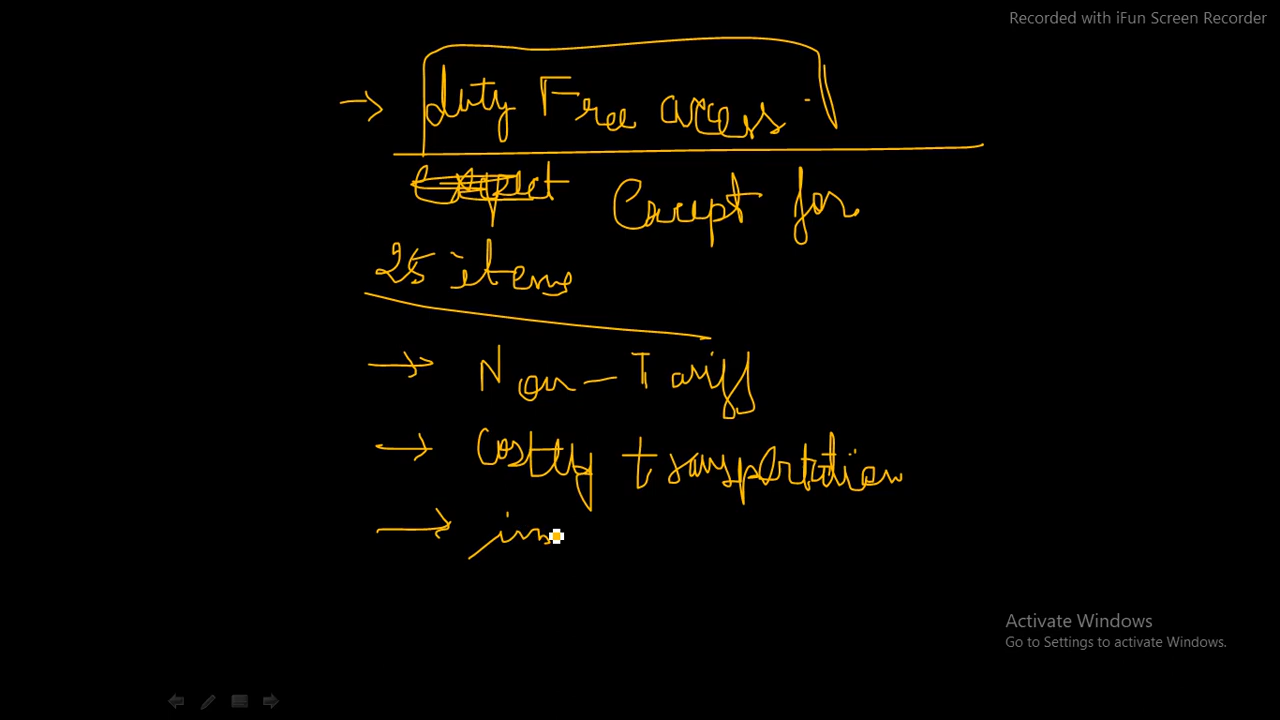 Recorded with iFun Screen Recorder
→ duty Free access
Except for
25 items
→ Non-Tariff
→ costly transportation
→ ins
Activate Windows
Go to Settings to activate Windows.